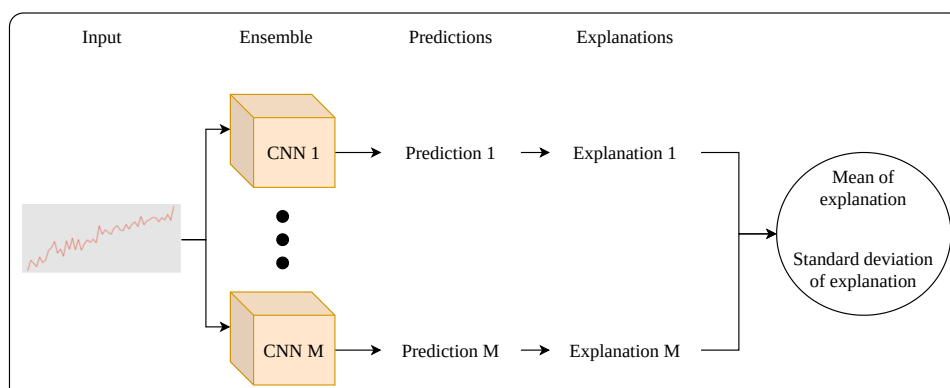 Input
Ensemble
Predictions
Explanations
CNN 1
Prediction 1
Explanation 1
Mean of
explanation
Standard deviation
of explanation
CNN M
Prediction M
Explanation M